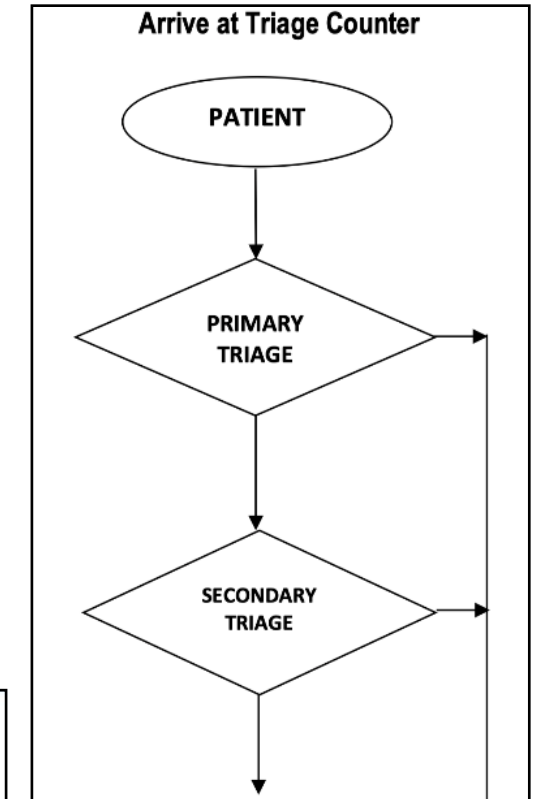 Arrive at Triage Counter
PATIENT
PRIMARY
TRIAGE
SECONDARY
TRIAGE